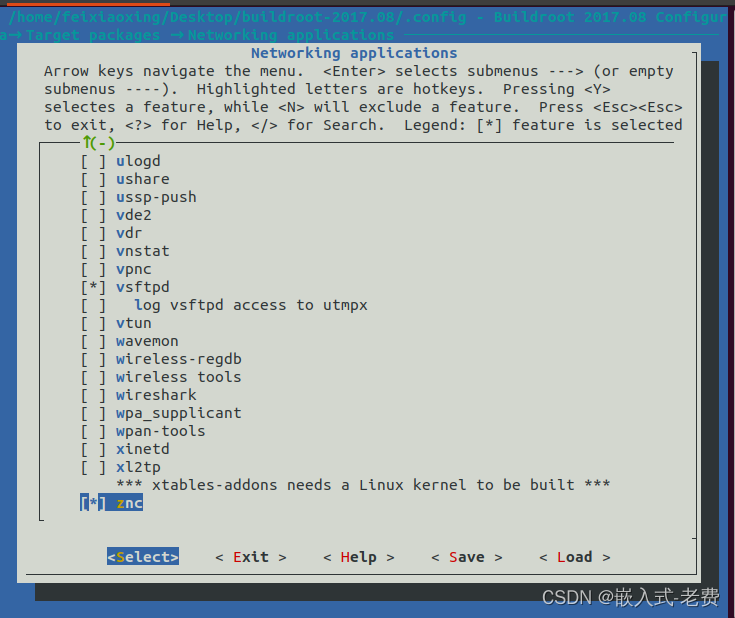 /home/feixiaoxing/Desktop/buildroot-2017.08/.config - Buildroot 2017.08 Configur
a→ Target packages → Networking applications
Networking applications
Arrow keys navigate the menu.  <Enter> selects submenus ---> (or empty
submenus ----).  Highlighted letters are hotkeys.  Pressing <Y>
selectes a feature, while <N> will exclude a feature.  Press <Esc><Esc>
to exit, <?> for Help, </> for Search.  Legend: [*] feature is selected
↑(-)
[ ] ulogd
[ ] ushare
[ ] ussp-push
[ ] vde2
[ ] vdr
[ ] vnstat
[ ] vpnc
[*] vsftpd
[ ]   log vsftpd access to utmpx
[ ] vtun
[ ] wavemon
[ ] wireless-regdb
[ ] wireless tools
[ ] wireshark
[ ] wpa_supplicant
[ ] wpan-tools
[ ] xinetd
[ ] xl2tp
*** xtables-addons needs a Linux kernel to be built ***
[*] znc
<Select>    < Exit >    < Help >    < Save >    < Load >
CSDN @嵌入式-老费